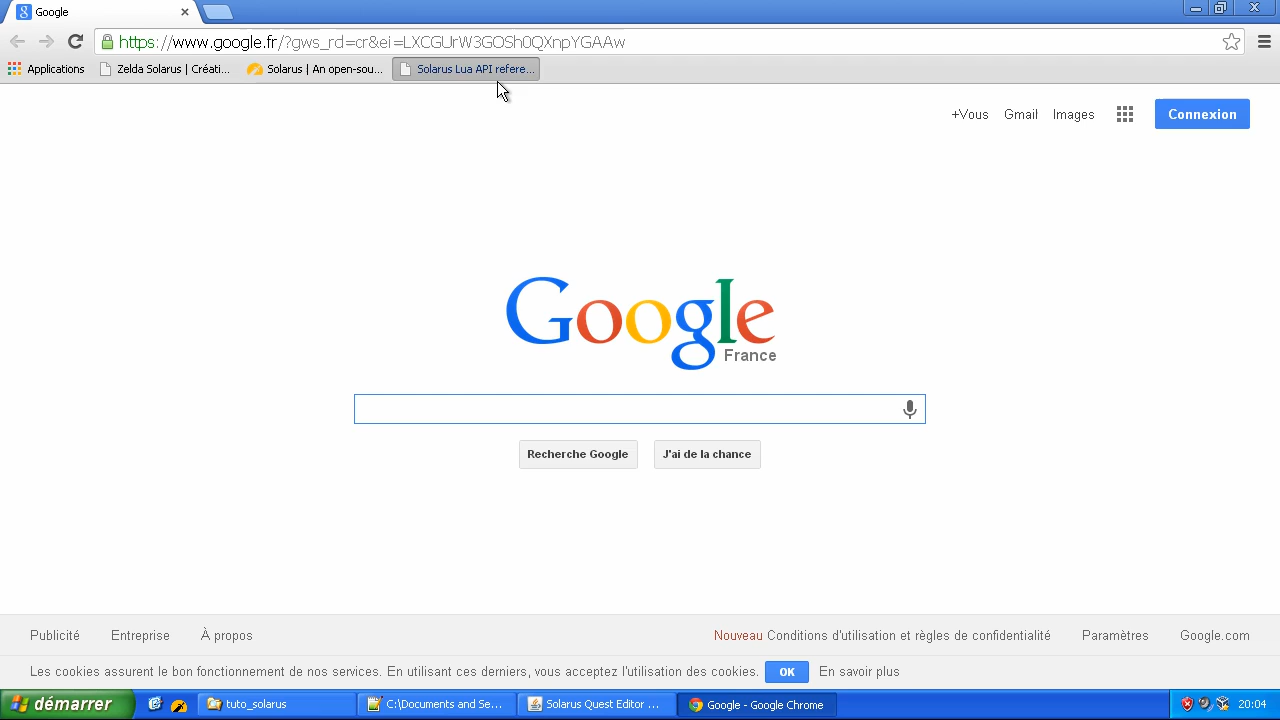 Google
https://www.google.fr/?gws_rd=cr&ei=LXCGUrW3GOSh0QXnpYGAAw
Applications
Zelda Solarus | Créati...
Solarus | An open-sou...
Solarus Lua API refere...
+Vous
Gmail
Images
Connexion
Google
France
Recherche Google
J'ai de la chance
Publicité
Entreprise
À propos
Nouveau Conditions d'utilisation et règles de confidentialité
Paramètres
Google.com
Les cookies assurent le bon fonctionnement de nos services. En utilisant ces derniers, vous acceptez l'utilisation des cookies.
OK
En savoir plus
démarrer
tuto_solarus
C:\Documents and Se...
Solarus Quest Editor ...
Google - Google Chrome
20:04